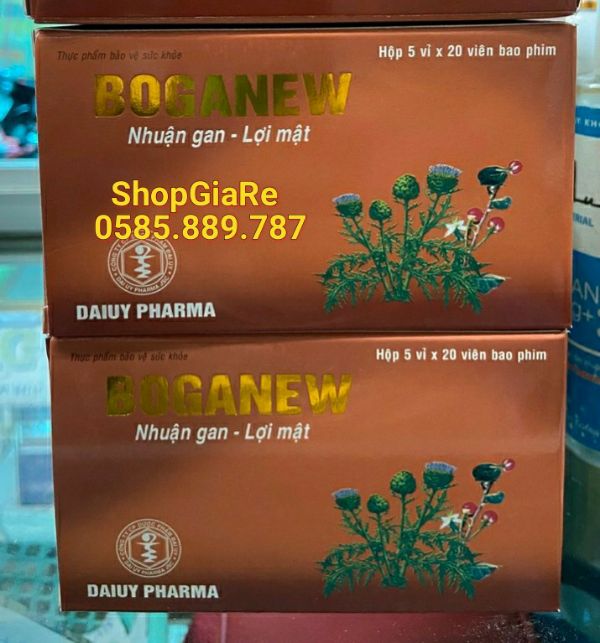 Thực phẩm bảo vệ sức khỏe
Hộp 5 vỉ x 20 viên bao phim
BOGANEW
Nhuận gan - Lợi mật
ShopGiaRe
0585.889.787
DAIUY PHARMA
Thực phẩm bảo vệ sức khỏe
Hộp 5 vỉ x 20 viên bao phim
BOGANEW
Nhuận gan - Lợi mật
DAIUY PHARMA